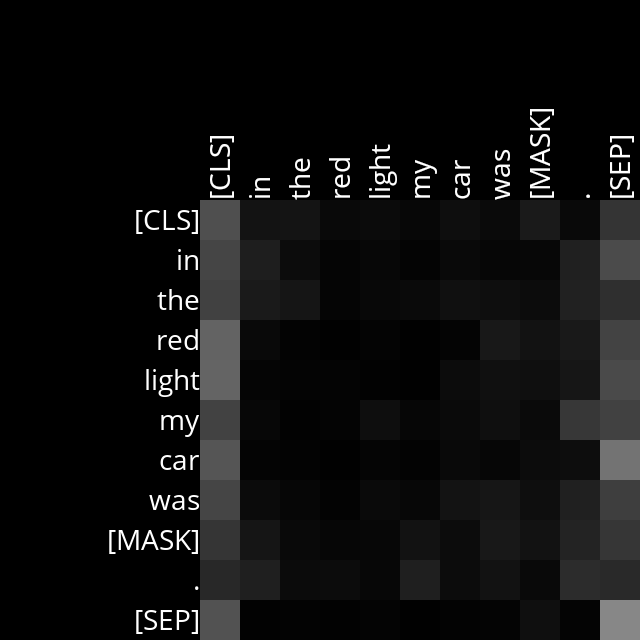 [CLS] in the red light my car was [MASK] . [SEP]
[CLS]
in
the
red
light
my
car
was
[MASK]
.
[SEP]